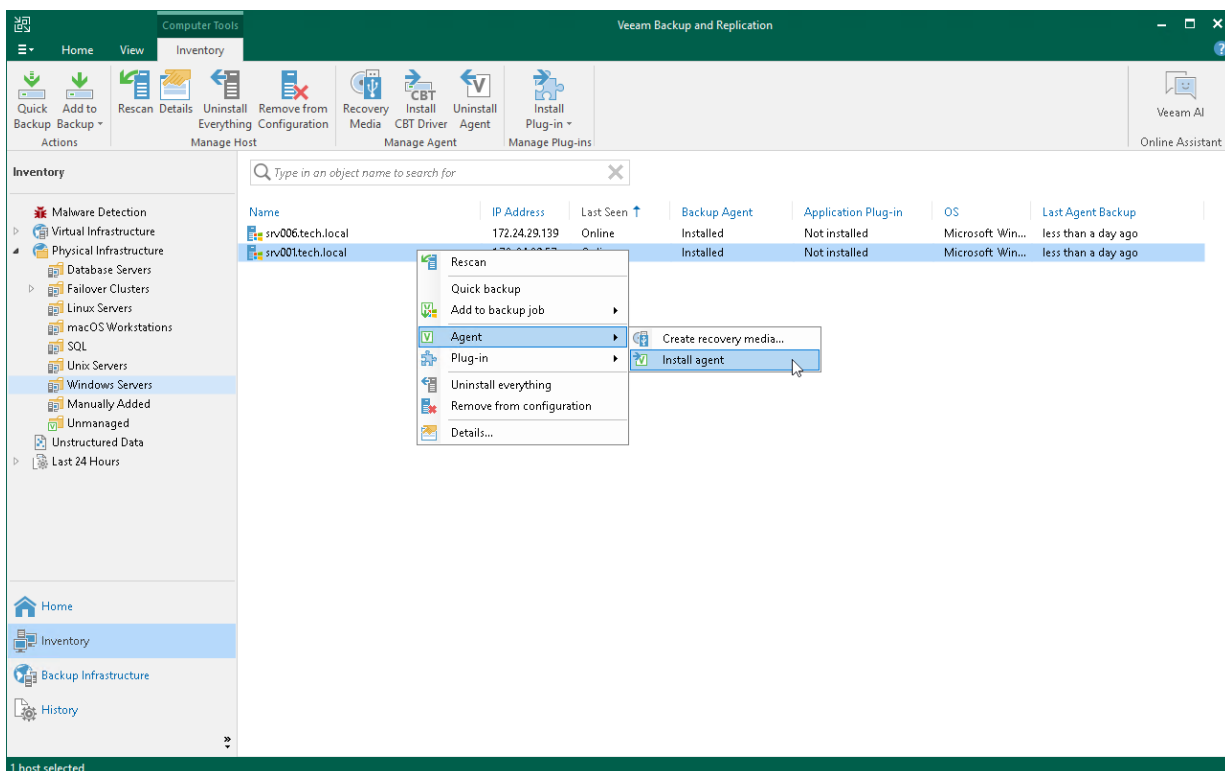 Computer Tools
Veeam Backup and Replication
Home View Inventory
Quick Backup
Add to Backup
Rescan
Details
Uninstall Everything
Remove from Configuration
Recovery Media
CBT
Install CBT Driver
Uninstall Agent
Install Plug-in
Veeam AI
Actions
Manage Host
Manage Agent
Manage Plug-ins
Online Assistant
Inventory
Type in an object name to search for
Malware Detection
Virtual Infrastructure
Physical Infrastructure
Database Servers
Failover Clusters
Linux Servers
macOS Workstations
SQL
Unix Servers
Windows Servers
Manually Added
Unmanaged
Unstructured Data
Last 24 Hours
Name IP Address Last Seen Backup Agent Application Plug-in OS Last Agent Backup
srv006.tech.local 172.24.29.139 Online Installed Not installed Microsoft Win... less than a day ago
srv001.tech.local Installed Not installed Microsoft Win... less than a day ago
Rescan
Quick backup
Add to backup job
Agent
Plug-in
Uninstall everything
Remove from configuration
Details...
Create recovery media...
Install agent
Home
Inventory
Backup Infrastructure
History
1 host selected